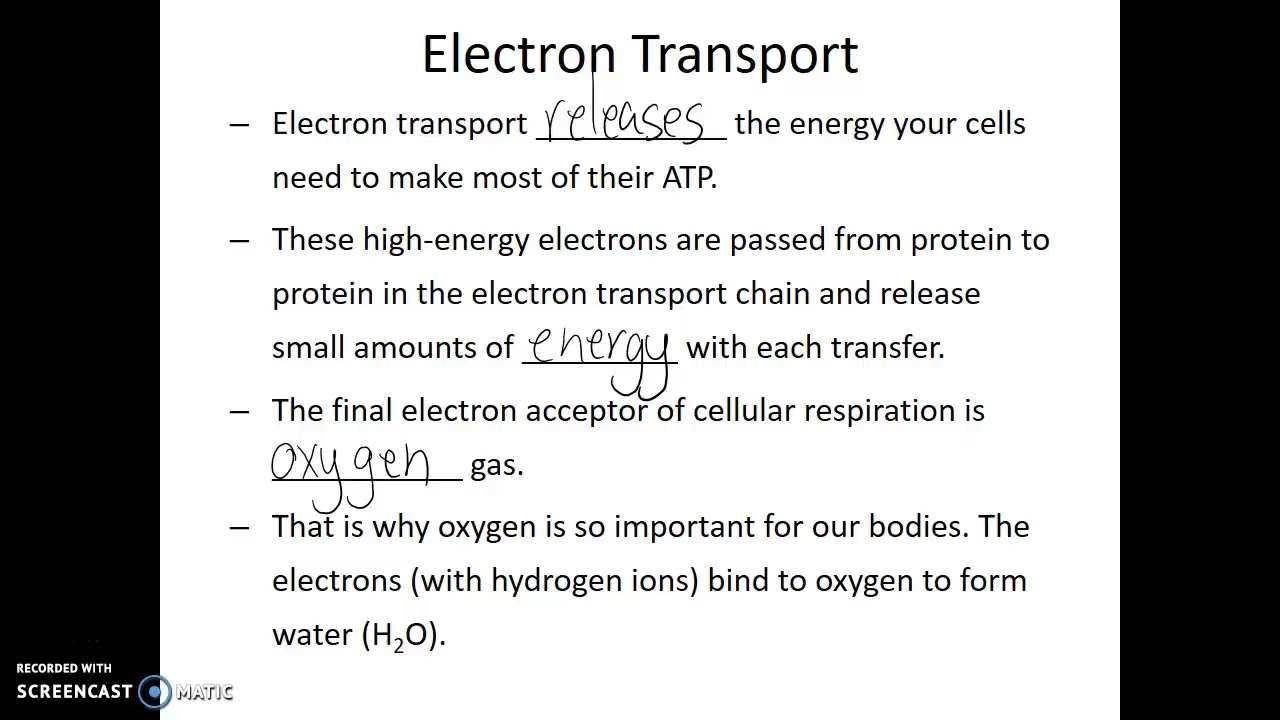 Electron Transport
– Electron transport releases the energy your cells
need to make most of their ATP.
– These high-energy electrons are passed from protein to
protein in the electron transport chain and release
small amounts of energy with each transfer.
– The final electron acceptor of cellular respiration is
oxygen gas.
– That is why oxygen is so important for our bodies. The
electrons (with hydrogen ions) bind to oxygen to form
water (H₂O).
RECORDED WITH
SCREENCAST MATIC